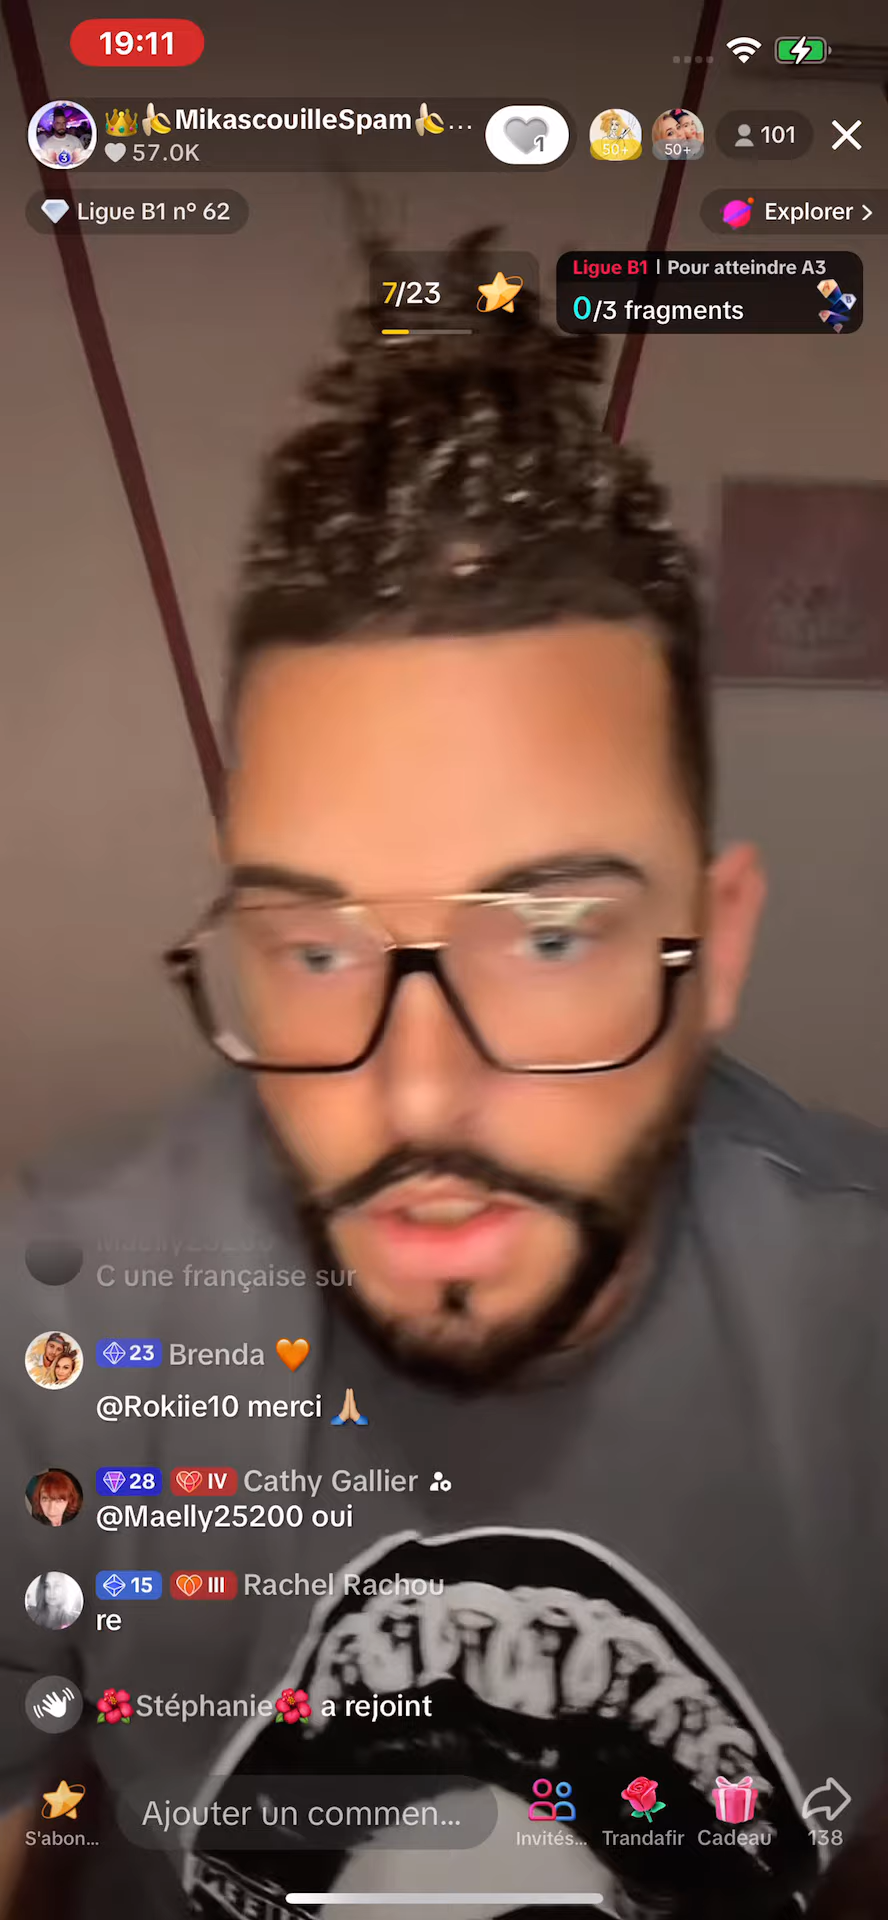 19:11
👑🍌MikascouilleSpam🍌...
57.0K
1
50+
50+
101
Ligue B1 nº 62
Explorer
7/23
Ligue B1 | Pour atteindre A3
0/3 fragments
Maelly25200
C une française sur
23 Brenda 🧡
@Rokiie10 merci 🙏🏼
28 IV Cathy Gallier
@Maelly25200 oui
15 III Rachel Rachou
re
🌺Stéphanie🌺 a rejoint
Ajouter un commen...
S'abon...
Invités...
Trandafir
Cadeau
138